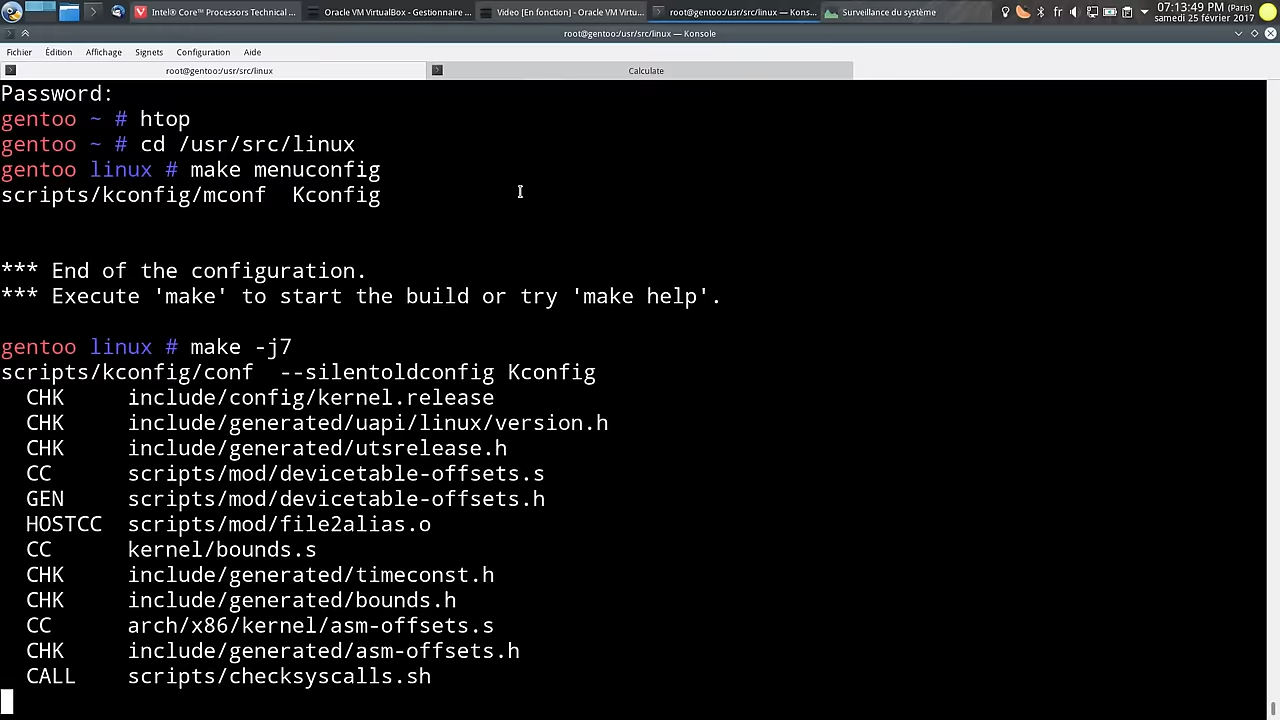 Intel® Core™ Processors Technical ...
Oracle VM VirtualBox - Gestionnaire ...
Video [En fonction] - Oracle VM Virtu...
root@gentoo:/usr/src/linux — Kons...
Surveillance du système
fr
07:13:49 PM (Paris)
samedi 25 février 2017
root@gentoo:/usr/src/linux — Konsole
Fichier Édition Affichage Signets Configuration Aide
root@gentoo:/usr/src/linux
Calculate
Password:
gentoo ~ # htop
gentoo ~ # cd /usr/src/linux
gentoo linux # make menuconfig
scripts/kconfig/mconf  Kconfig
*** End of the configuration.
*** Execute 'make' to start the build or try 'make help'.
gentoo linux # make -j7
scripts/kconfig/conf  --silentoldconfig Kconfig
  CHK     include/config/kernel.release
  CHK     include/generated/uapi/linux/version.h
  CHK     include/generated/utsrelease.h
  CC      scripts/mod/devicetable-offsets.s
  GEN     scripts/mod/devicetable-offsets.h
  HOSTCC  scripts/mod/file2alias.o
  CC      kernel/bounds.s
  CHK     include/generated/timeconst.h
  CHK     include/generated/bounds.h
  CC      arch/x86/kernel/asm-offsets.s
  CHK     include/generated/asm-offsets.h
  CALL    scripts/checksyscalls.sh